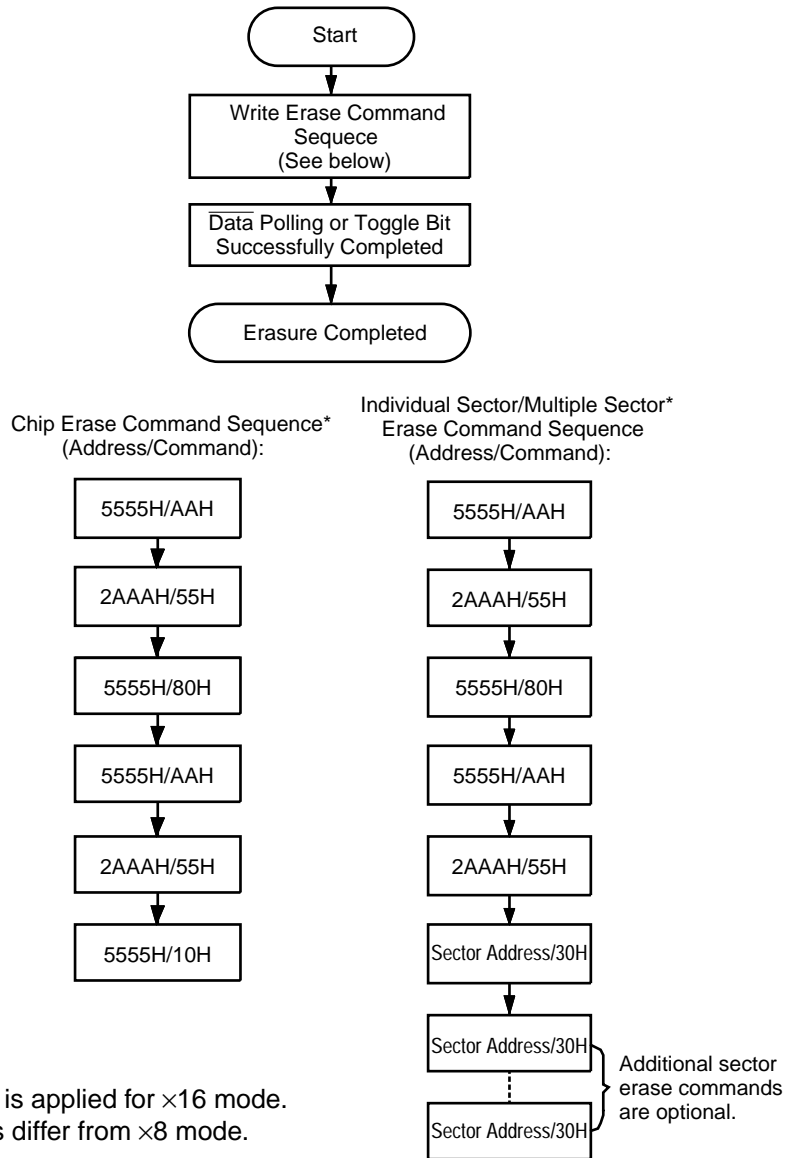 Start
Write Erase Command
Sequece
(See below)
Data Polling or Toggle Bit
Successfully Completed
Erasure Completed
Chip Erase Command Sequence*
(Address/Command):
5555H/AAH
2AAAH/55H
5555H/80H
5555H/AAH
2AAAH/55H
5555H/10H
Individual Sector/Multiple Sector*
Erase Command Sequence
(Address/Command):
5555H/AAH
2AAAH/55H
5555H/80H
5555H/AAH
2AAAH/55H
Sector Address/30H
Sector Address/30H
Sector Address/30H
Additional sector
erase commands
are optional.
is applied for ×16 mode.
differ from ×8 mode.